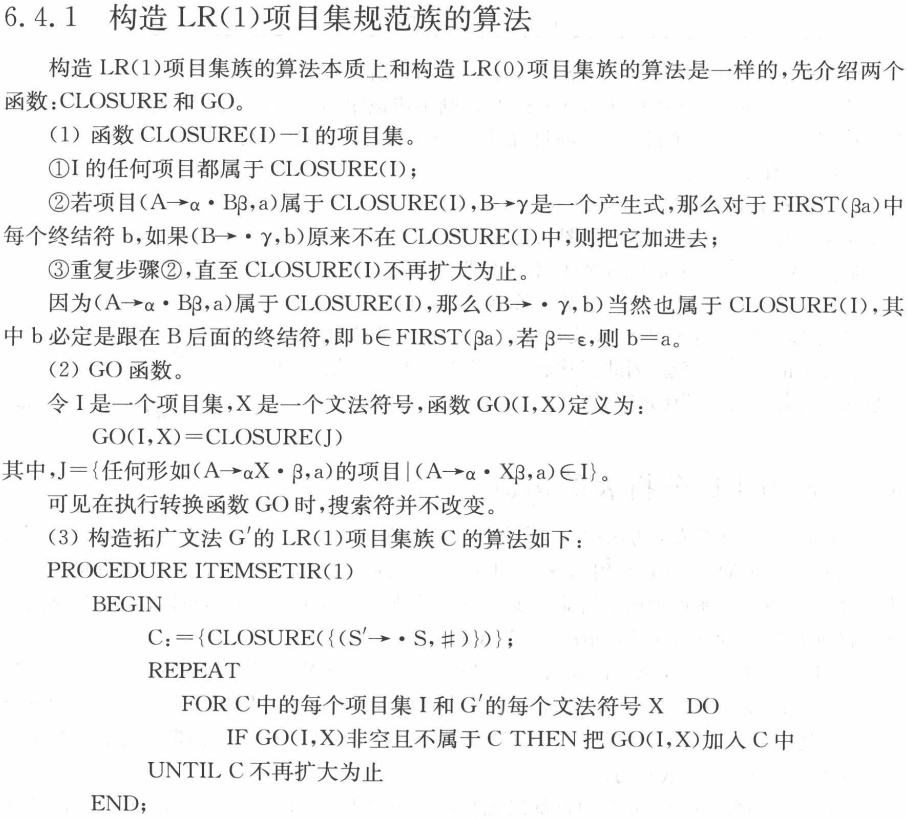 6.4.1 构造 LR(1)项目集规范族的算法
构造 LR(1)项目集族的算法本质上和构造 LR(0)项目集族的算法是一样的,先介绍两个
函数:CLOSURE 和 GO。
(1) 函数 CLOSURE(I)—I 的项目集。
①I 的任何项目都属于 CLOSURE(I);
②若项目(A→α・Bβ,a)属于 CLOSURE(I),B→γ是一个产生式,那么对于 FIRST(βa)中
每个终结符 b,如果(B→・γ,b)原来不在 CLOSURE(I)中,则把它加进去;
③重复步骤②,直至 CLOSURE(I)不再扩大为止。
因为(A→α・Bβ,a)属于 CLOSURE(I),那么(B→・γ,b)当然也属于 CLOSURE(I),其
中 b 必定是跟在 B 后面的终结符,即 b∈FIRST(βa),若 β=ε,则 b=a。
(2) GO 函数。
令 I 是一个项目集,X 是一个文法符号,函数 GO(I,X)定义为:
GO(I,X)=CLOSURE(J)
其中,J={任何形如(A→αX・β,a)的项目|(A→α・Xβ,a)∈I}。
可见在执行转换函数 GO 时,搜索符并不改变。
(3) 构造拓广文法 G′的 LR(1)项目集族 C 的算法如下:
PROCEDURE ITEMSETIR(1)
BEGIN
C:={CLOSURE({(S′→・S,#)})};
REPEAT
FOR C 中的每个项目集 I 和 G′的每个文法符号 X DO
IF GO(I,X)非空且不属于 C THEN 把 GO(I,X)加入 C 中
UNTIL C 不再扩大为止
END;